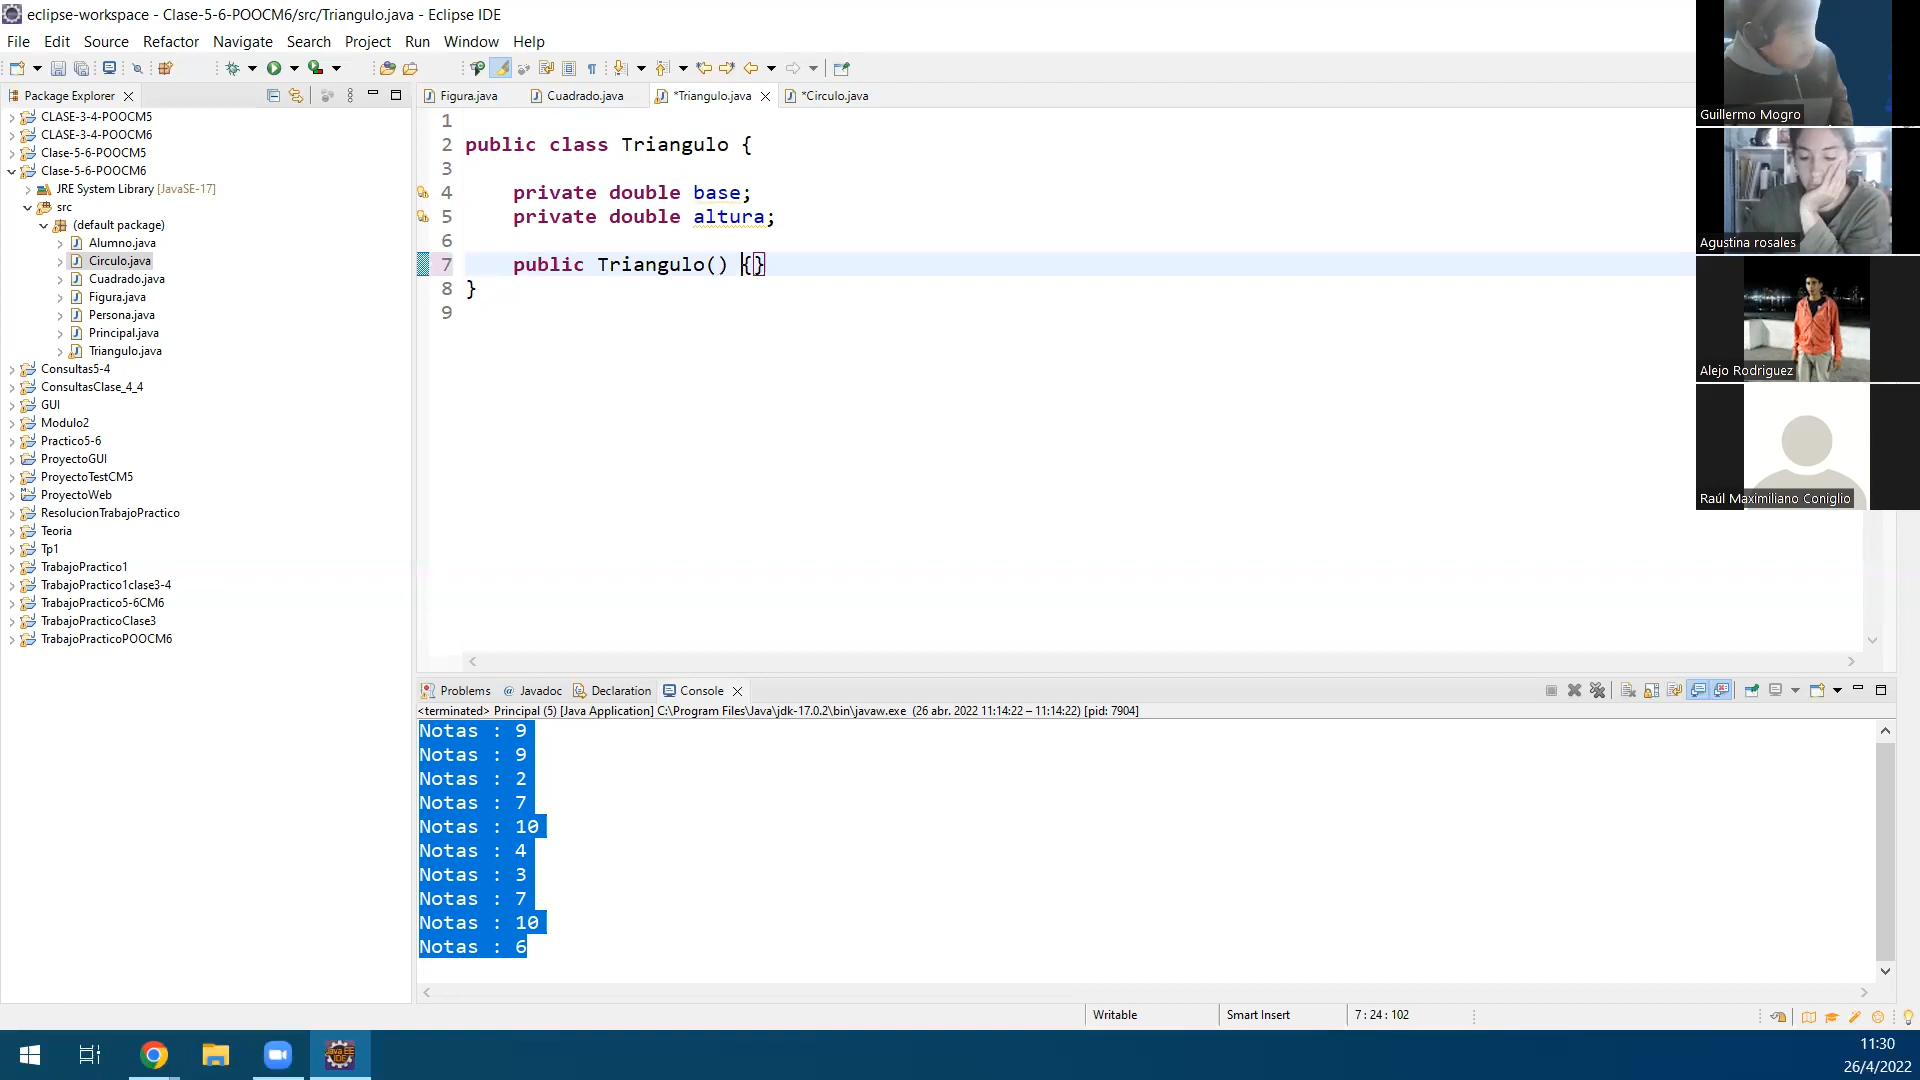 eclipse-workspace - Clase-5-6-POOCM6/src/Triangulo.java - Eclipse IDE
File Edit Source Refactor Navigate Search Project Run Window Help
Package Explorer
Figura.java Cuadrado.java *Triangulo.java *Circulo.java
CLASE-3-4-POOCM5
CLASE-3-4-POOCM6
Clase-5-6-POOCM5
Clase-5-6-POOCM6
JRE System Library [JavaSE-17]
src
(default package)
Alumno.java
Circulo.java
Cuadrado.java
Figura.java
Persona.java
Principal.java
Triangulo.java
Consultas5-4
ConsultasClase_4_4
GUI
Modulo2
Practico5-6
ProyectoGUI
ProyectoTestCM5
ProyectoWeb
ResolucionTrabajoPractico
Teoria
Tp1
TrabajoPractico1
TrabajoPractico1clase3-4
TrabajoPractico5-6CM6
TrabajoPracticoClase3
TrabajoPracticoPOOCM6
1
2 public class Triangulo {
3
4 private double base;
5 private double altura;
6
7 public Triangulo() {}
8 }
9
Guillermo Mogro
Agustina rosales
Alejo Rodriguez
Raúl Maximiliano Coniglio
Problems Javadoc Declaration Console
<terminated> Principal (5) [Java Application] C:\Program Files\Java\jdk-17.0.2\bin\javaw.exe (26 abr. 2022 11:14:22 – 11:14:22) [pid: 7904]
Notas : 9
Notas : 9
Notas : 2
Notas : 7
Notas : 10
Notas : 4
Notas : 3
Notas : 7
Notas : 10
Notas : 6
Writable Smart Insert 7 : 24 : 102
Java EE
IDE
11:30
26/4/2022